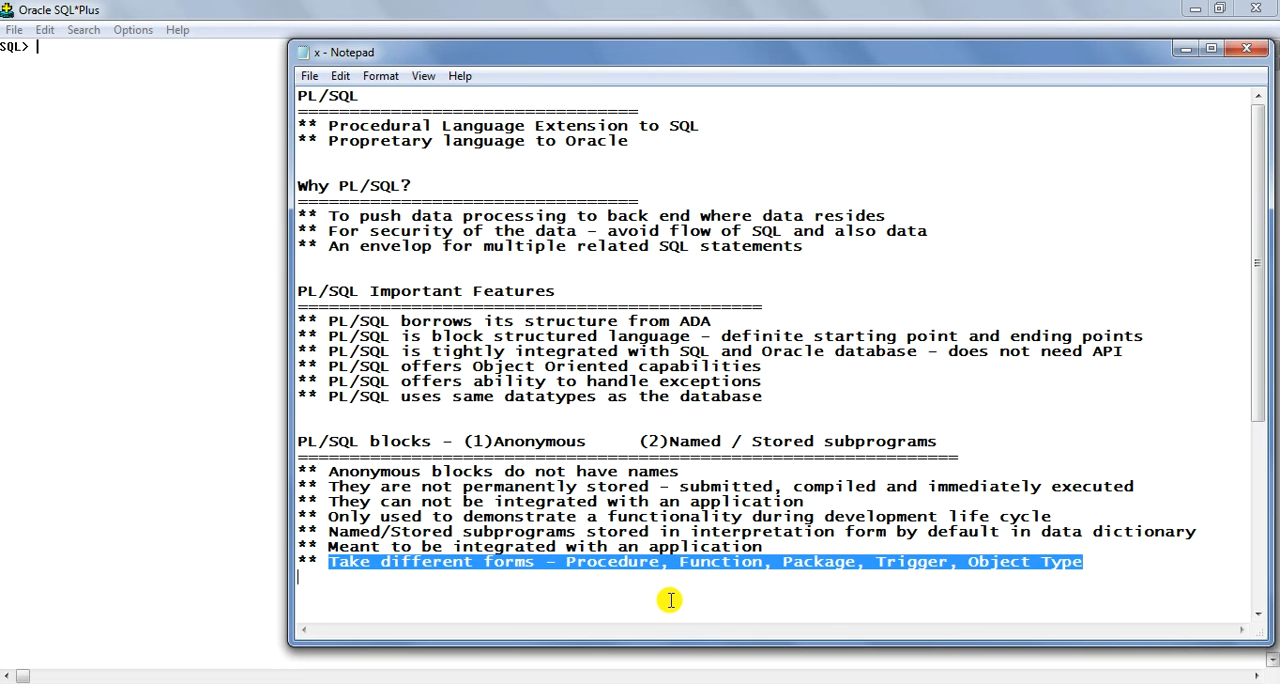 Oracle SQL*Plus
File Edit Search Options Help
SQL>
x - Notepad
File Edit Format View Help
PL/SQL
=================================
** Procedural Language Extension to SQL
** Propretary language to Oracle
Why PL/SQL?
=================================
** To push data processing to back end where data resides
** For security of the data - avoid flow of SQL and also data
** An envelop for multiple related SQL statements
PL/SQL Important Features
=============================================
** PL/SQL borrows its structure from ADA
** PL/SQL is block structured language - definite starting point and ending points
** PL/SQL is tightly integrated with SQL and Oracle database - does not need API
** PL/SQL offers Object Oriented capabilities
** PL/SQL offers ability to handle exceptions
** PL/SQL uses same datatypes as the database
PL/SQL blocks - (1)Anonymous (2)Named / Stored subprograms
================================================================
** Anonymous blocks do not have names
** They are not permanently stored - submitted, compiled and immediately executed
** They can not be integrated with an application
** Only used to demonstrate a functionality during development life cycle
** Named/Stored subprograms stored in interpretation form by default in data dictionary
** Meant to be integrated with an application
** Take different forms - Procedure, Function, Package, Trigger, Object Type